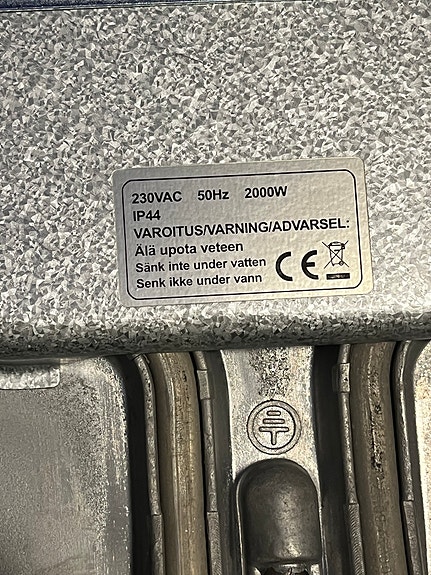 230VAC 50Hz 2000W
IP44
VAROITUS/VARNING/ADVARSEL:
Älä upota veteen
Sänk inte under vatten
Senk ikke under vann
CE